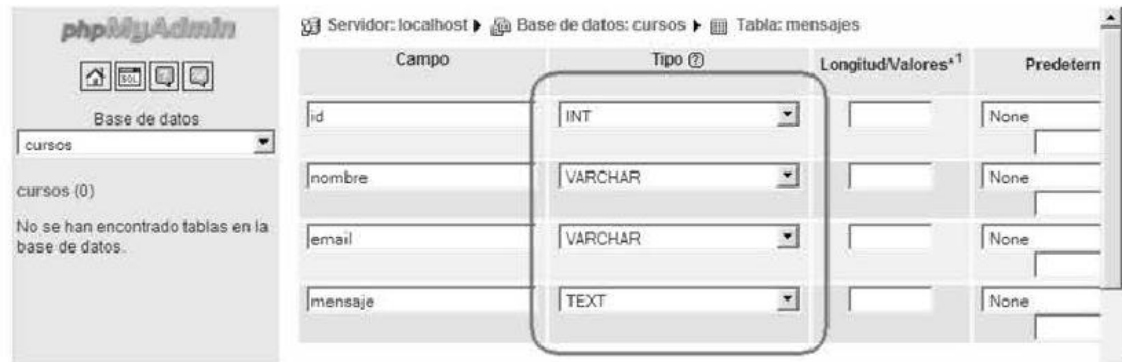 phpMyAdmin
SQL
Base de datos
cursos
cursos (0)
No se han encontrado tablas en la
base de datos.
Servidor: localhost ▶ Base de datos: cursos ▶ Tabla: mensajes
Campo Tipo Longitud/Valores*1 Predetern
id INT None
nombre VARCHAR None
email VARCHAR None
mensaje TEXT None